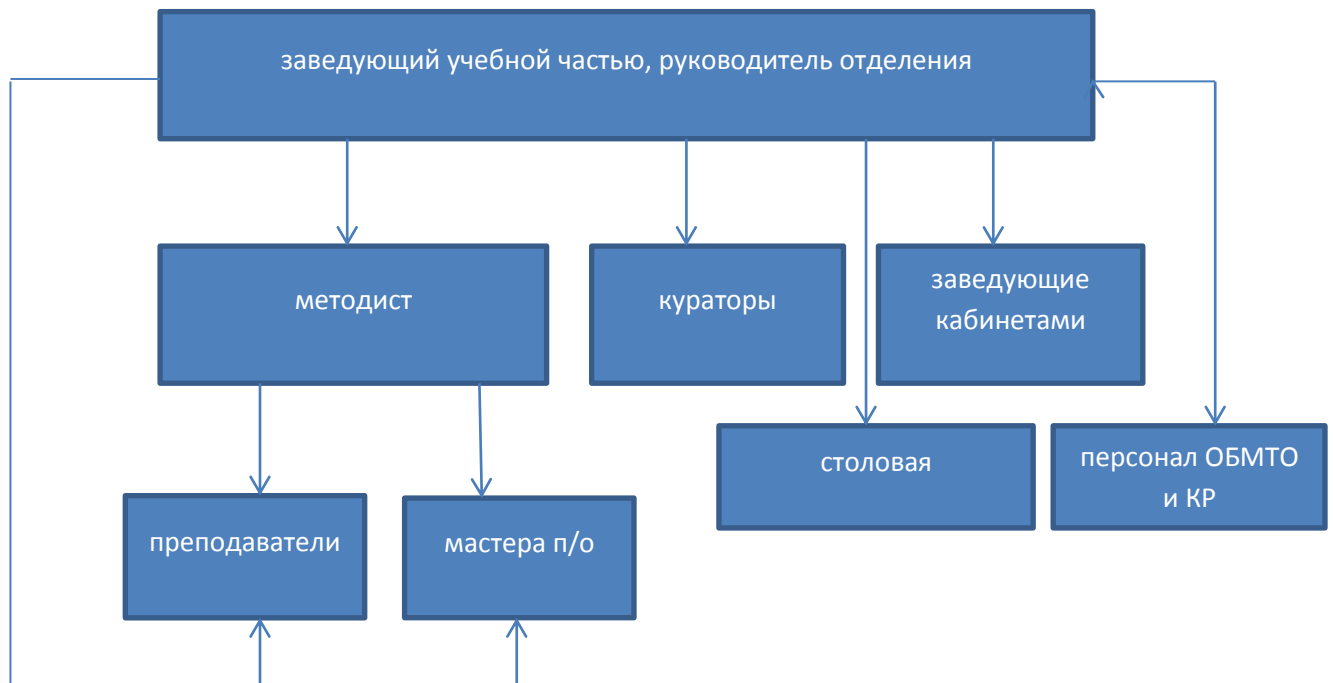 заведующий учебной частью, руководитель отделения
методист
кураторы
заведующие
кабинетами
столовая
персонал ОБМТО
и КР
преподаватели
мастера п/о